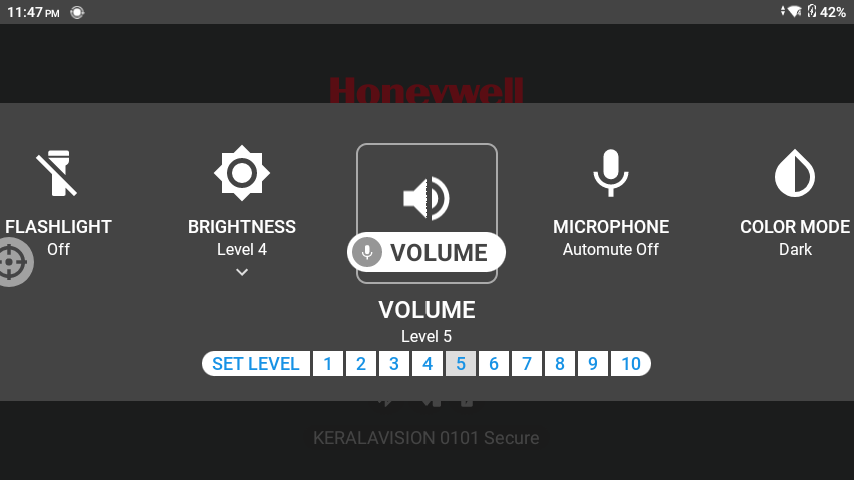 11:47 PM
42%
Honeywell
FLASHLIGHT
Off
BRIGHTNESS
Level 4
VOLUME
MICROPHONE
Automute Off
COLOR MODE
Dark
VOLUME
Level 5
SET LEVEL 1 2 3 4 5 6 7 8 9 10
KERALAVISION 0101 Secure